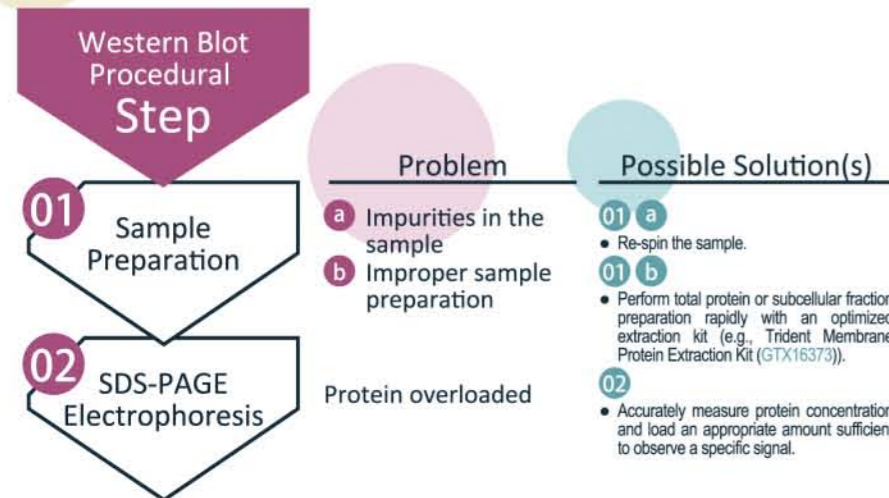 Western Blot
Procedural
Step
Problem
Possible Solution(s)
01
Sample
Preparation
a Impurities in the
sample
b Improper sample
preparation
01 a
• Re-spin the sample.
01 b
• Perform total protein or subcellular fraction
preparation rapidly with an optimized
extraction kit (e.g., Trident Membrane
Protein Extraction Kit (GTX16373)).
02
SDS-PAGE
Electrophoresis
Protein overloaded
02
• Accurately measure protein concentration
and load an appropriate amount sufficient
to observe a specific signal.